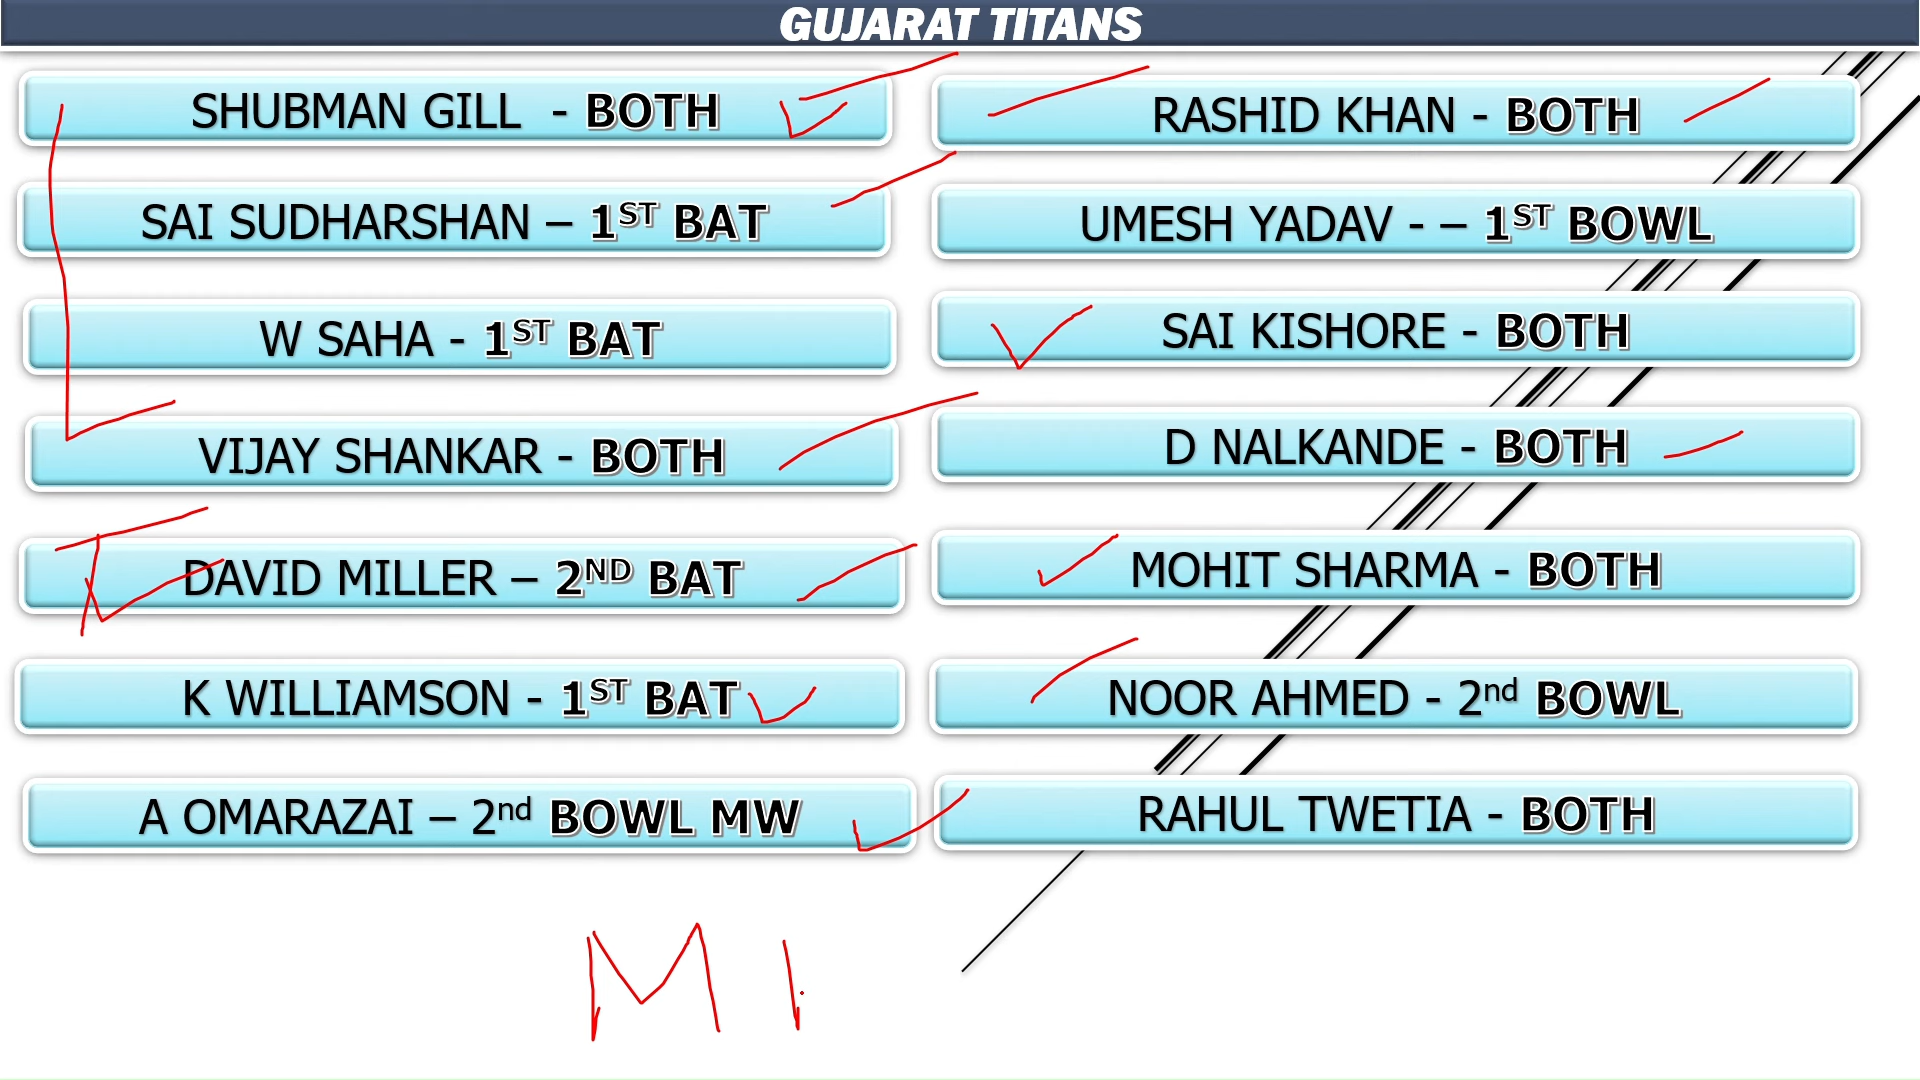 GUJARAT TITANS
SHUBMAN GILL - BOTH
SAI SUDHARSHAN – 1ST BAT
W SAHA - 1ST BAT
VIJAY SHANKAR - BOTH
DAVID MILLER – 2ND BAT
K WILLIAMSON - 1ST BAT
A OMARAZAI – 2nd BOWL MW
RASHID KHAN - BOTH
UMESH YADAV - – 1ST BOWL
SAI KISHORE - BOTH
D NALKANDE - BOTH
MOHIT SHARMA - BOTH
NOOR AHMED - 2nd BOWL
RAHUL TWETIA - BOTH
M I